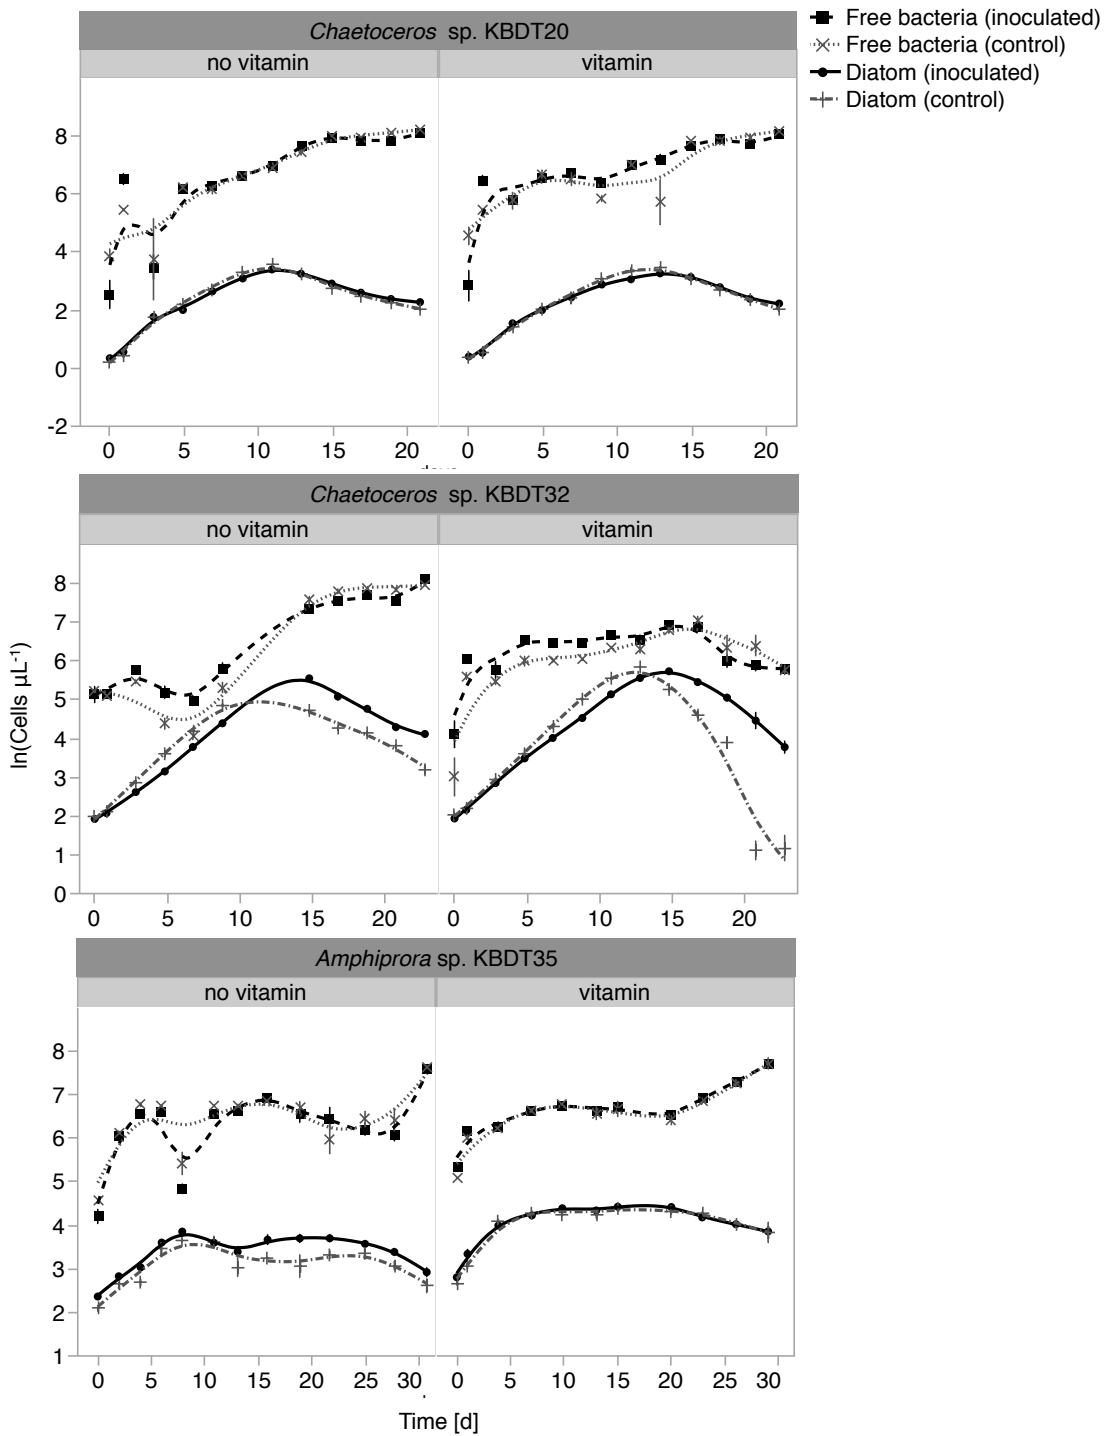 Free bacteria (inoculated)
Free bacteria (control)
Diatom (inoculated)
Diatom (control)
Chaetoceros sp. KBDT20
no vitamin
vitamin
8
6
4
2
0
-2
0 5 10 15 20
0 5 10 15 20
Chaetoceros sp. KBDT32
no vitamin
vitamin
ln(Cells µL-1)
8
7
6
5
4
3
2
1
0
0 5 10 15 20
0 5 10 15 20
Amphiprora sp. KBDT35
no vitamin
vitamin
8
7
6
5
4
3
2
1
0 5 10 15 20 25 30
0 5 10 15 20 25 30
Time [d]